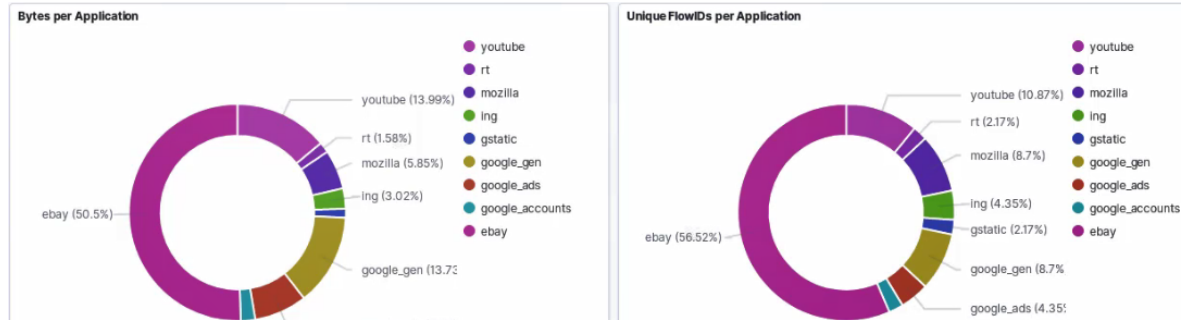 Bytes per Application
youtube
rt
mozilla
ing
gstatic
google_gen
google_ads
google_accounts
ebay
youtube (13.99%)
rt (1.58%)
mozilla (5.85%)
ing (3.02%)
google_gen (13.73
ebay (50.5%)
Unique FlowIDs per Application
youtube
rt
mozilla
ing
gstatic
google_gen
google_ads
google_accounts
ebay
youtube (10.87%)
rt (2.17%)
mozilla (8.7%)
ing (4.35%)
gstatic (2.17%)
google_gen (8.7%
google_ads (4.35
ebay (56.52%)